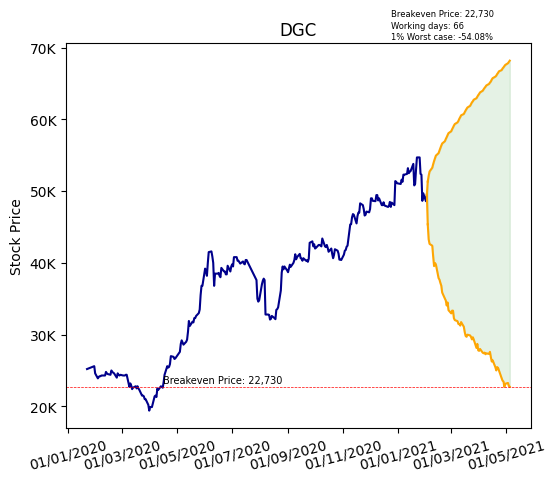 Breakeven Price: 22,730
Working days: 66
1% Worst case: -54.08%
DGC
Stock Price
70K
60K
50K
40K
30K
20K
Breakeven Price: 22,730
01/01/2020
01/03/2020
01/05/2020
01/07/2020
01/09/2020
01/11/2020
01/01/2021
01/03/2021
01/05/2021